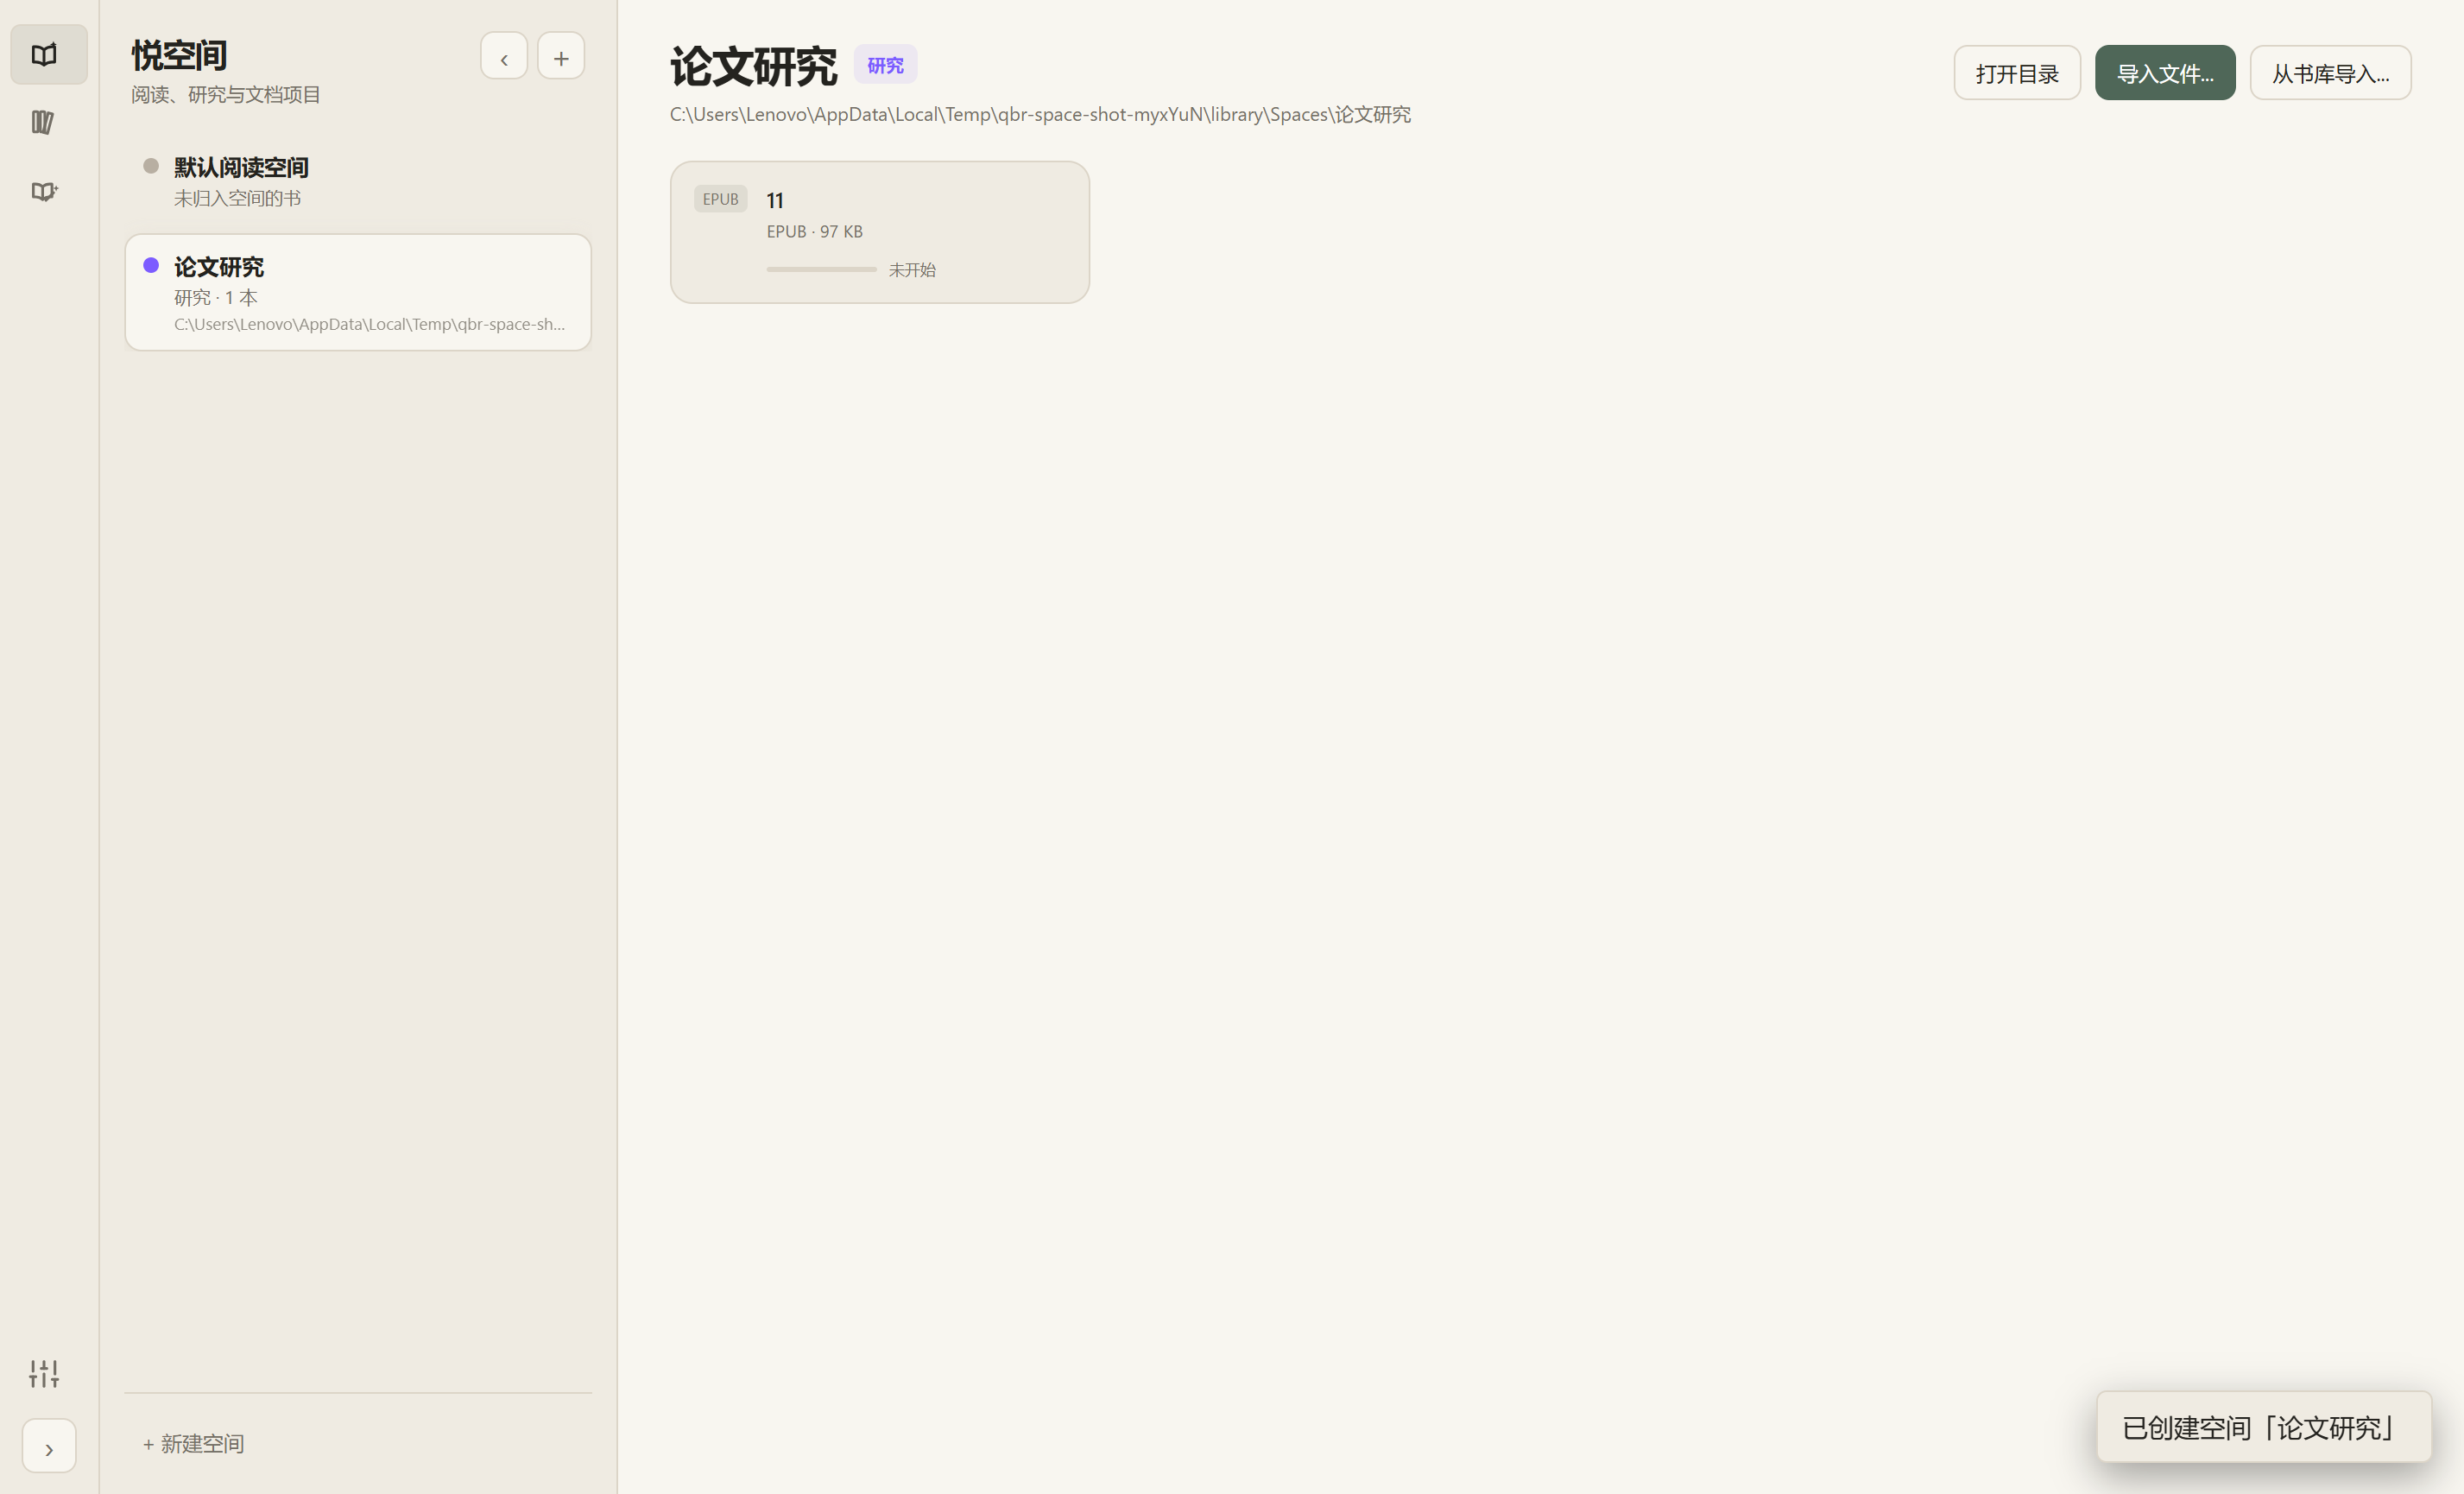 悦空间
阅读、研究与文档项目
‹
+
默认阅读空间
未归入空间的书
论文研究
研究 · 1 本
C:\Users\Lenovo\AppData\Local\Temp\qbr-space-sh...
+ 新建空间
›
论文研究
研究
C:\Users\Lenovo\AppData\Local\Temp\qbr-space-shot-myxYuN\library\Spaces\论文研究
打开目录
导入文件...
从书库导入...
EPUB
11
EPUB · 97 KB
未开始
已创建空间「论文研究」